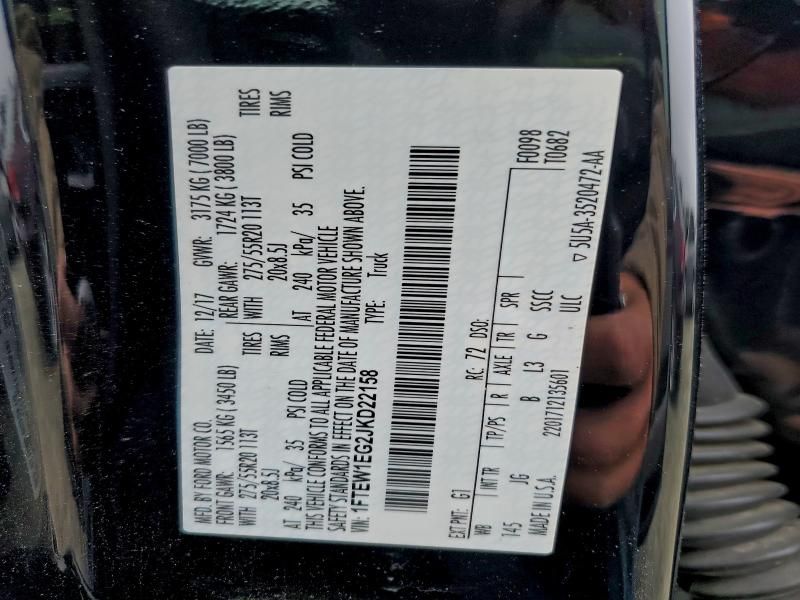 MFD. BY FORD MOTOR CO.
DATE: 12/17 GVWR: 3175 KG ( 7000 LB)
FRONT GAWR: 1565 KG ( 3450 LB) REAR GAWR: 1724 KG ( 3800 LB)
WITH 275/55R20 113T TIRES WITH 275/55R20 113T TIRES
20x8.5J RIMS 20x8.5J RIMS
AT 240 kPa/ 35 PSI COLD AT 240 kPa/ 35 PSI COLD
THIS VEHICLE CONFORMS TO ALL APPLICABLE FEDERAL MOTOR VEHICLE
SAFETY STANDARDS IN EFFECT ON THE DATE OF MANUFACTURE SHOWN ABOVE.
VIN: 1FTEW1EG2JKD22158 TYPE: Truck
EXT PNT: G1 RC: 72 DSO: F0098
WB INT TR TP/PS R AXLE TR SPR T0682
145 JG B L3 G SSCC
MADE IN U.S.A. 2201712135601 ULC ▽ 5U5A-3520472-AA